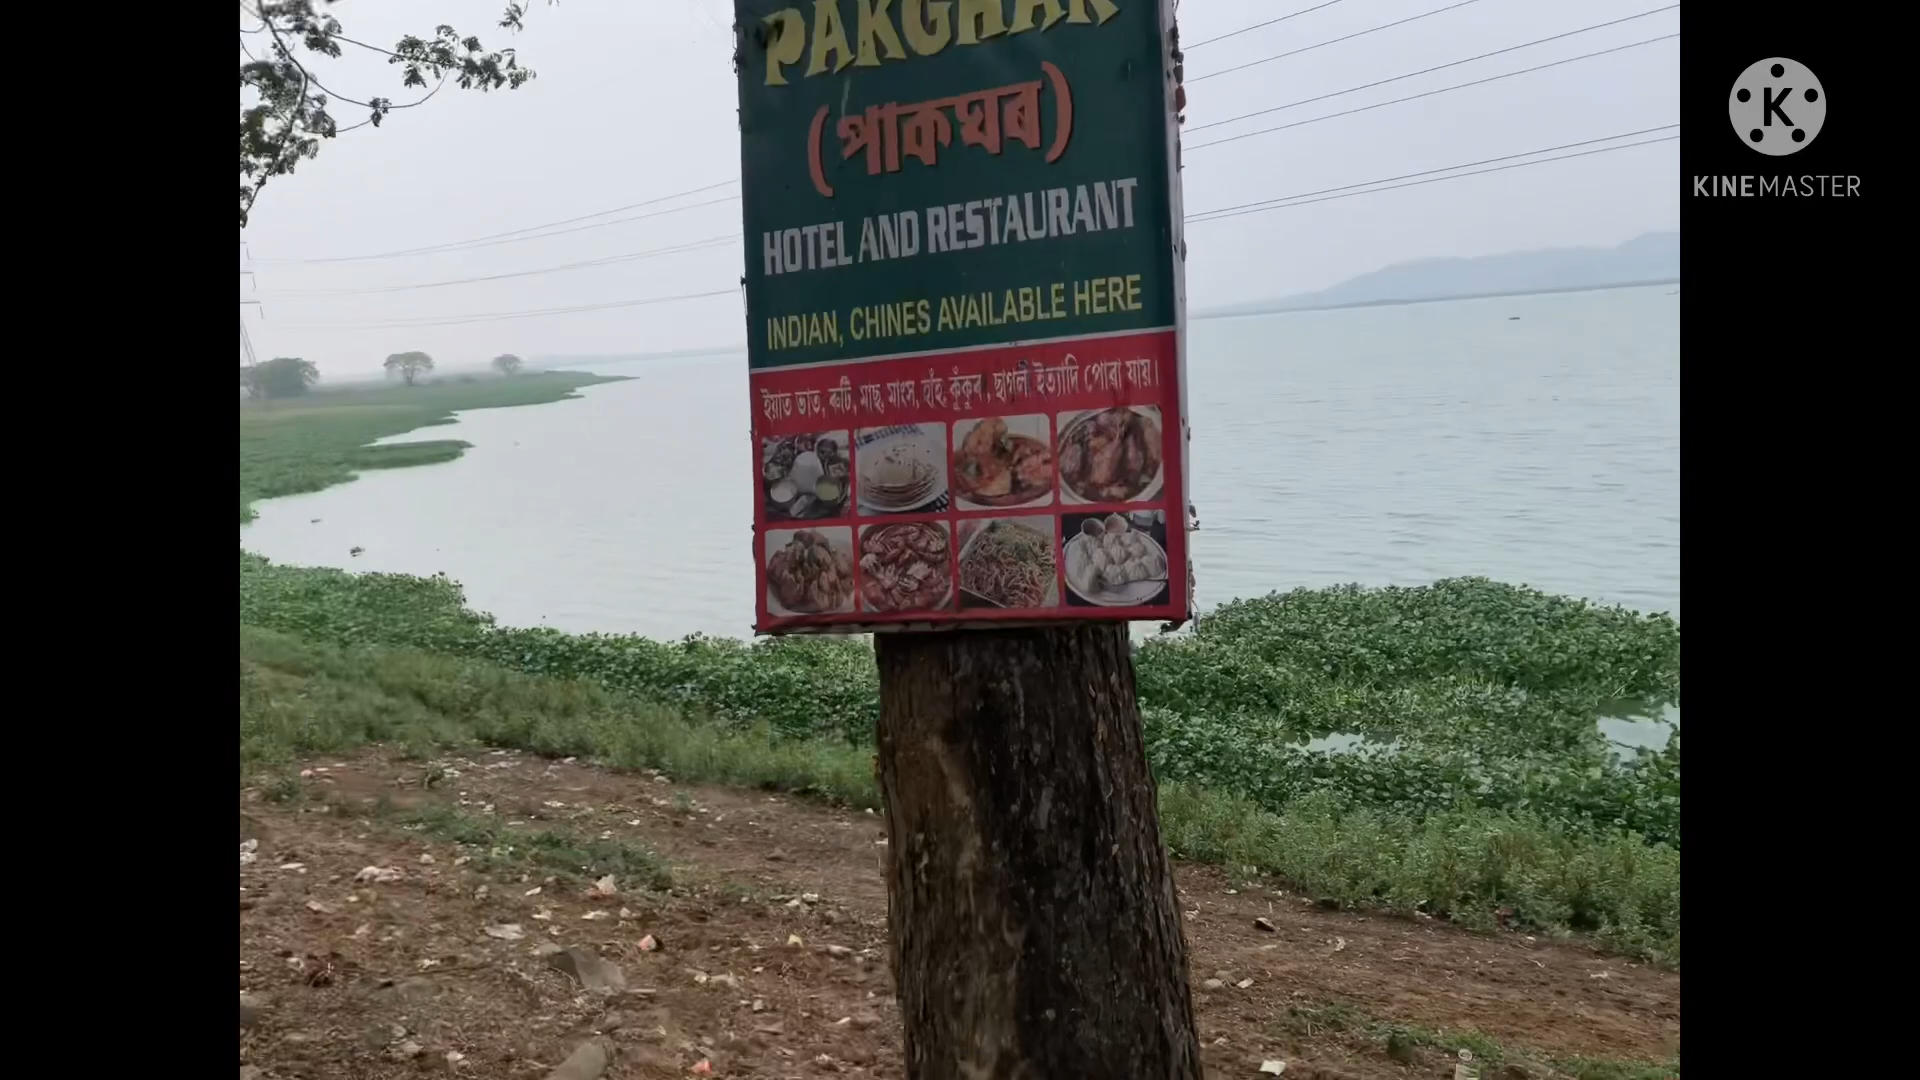 PAKGHAR
(পাকঘৰ)
HOTEL AND RESTAURANT
INDIAN, CHINES AVAILABLE HERE
ইয়াত ভাত, ৰুটি, মাছ, মাংস, হাঁহ, কুঁকুৰ, ছাগলী ইত্যাদি পোৱা যায়।
KINEMASTER